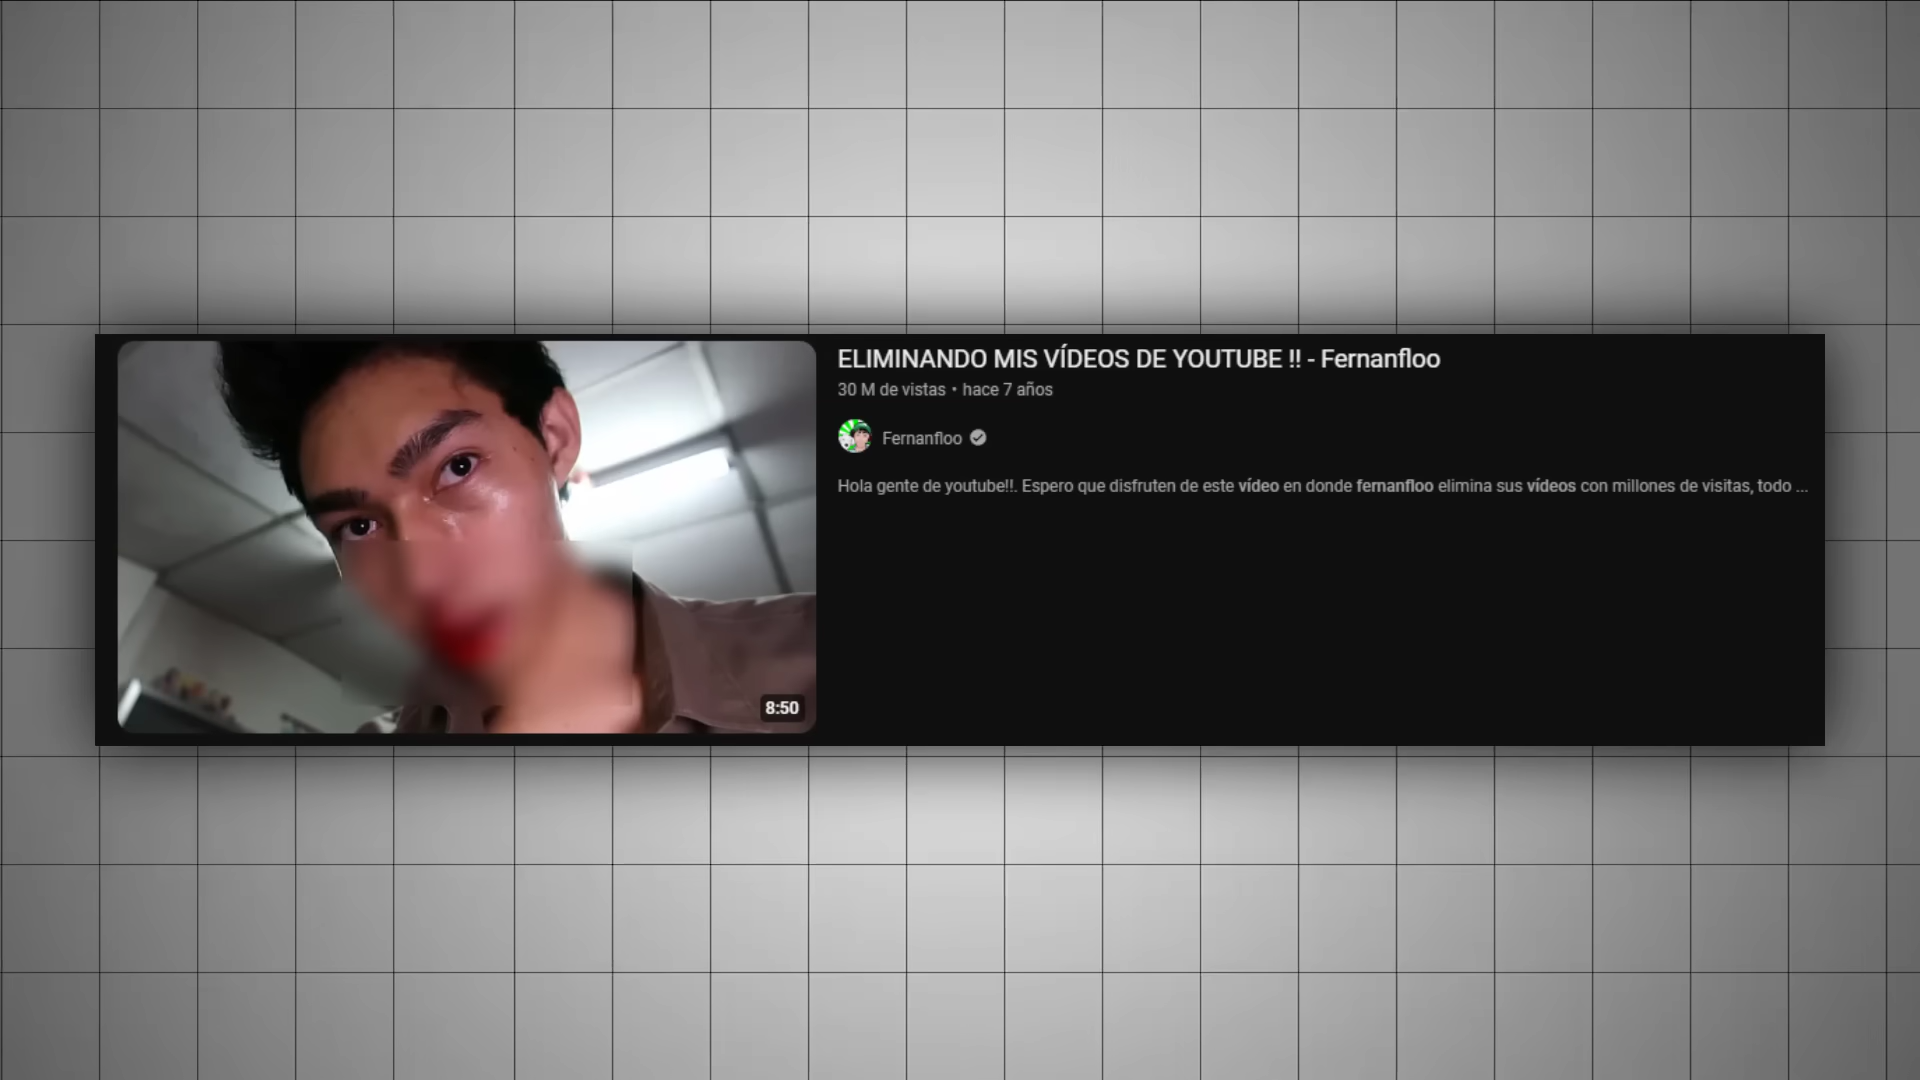 ELIMINANDO MIS VÍDEOS DE YOUTUBE !! - Fernanfloo
30 M de vistas • hace 7 años
Fernanfloo
Hola gente de youtube!!. Espero que disfruten de este vídeo en donde fernanfloo elimina sus vídeos con millones de visitas, todo ...
8:50